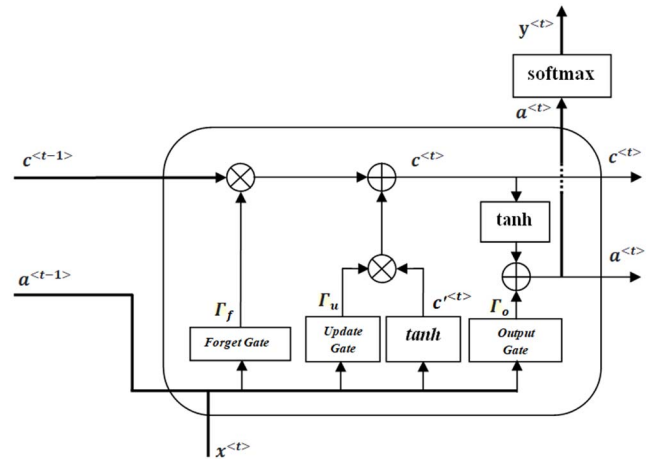 y<t>
softmax
a<t>
c<t-1>
c<t>
c<t>
tanh
a<t-1>
a<t>
Γf
Γu
c'<t>
Γo
Forget Gate
Update Gate
tanh
Output Gate
x<t>